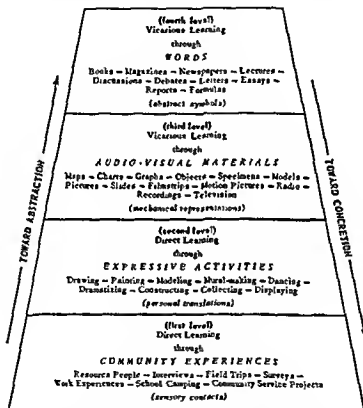 (fourth level)
Vicarious Learning
through
WORDS
Books – Magazines – Newspapers – Lectures –
Discussions – Debates – Letters – Essays –
Reports – Formulas
(abstract symbols)
(third level)
Vicarious Learning
through
AUDIO-VISUAL MATERIALS
Maps – Charts – Graphs – Objects – Specimens – Models –
Pictures – Slides – Filmstrips – Motion Pictures – Radio –
Recordings – Television
(mechanical representations)
(second level)
Direct Learning
through
EXPRESSIVE ACTIVITIES
Drawing – Painting – Modeling – Mural-making – Dancing –
Dramatizing – Constructing – Collecting – Displaying
(personal translations)
(first level)
Direct Learning
through
COMMUNITY EXPERIENCES
Resource People – Interviews – Field Trips – Surveys –
Work Experiences – School Camping – Community Service Projects
(sensory contacts)
TOWARD ABSTRACTION
TOWARD CONCRETION